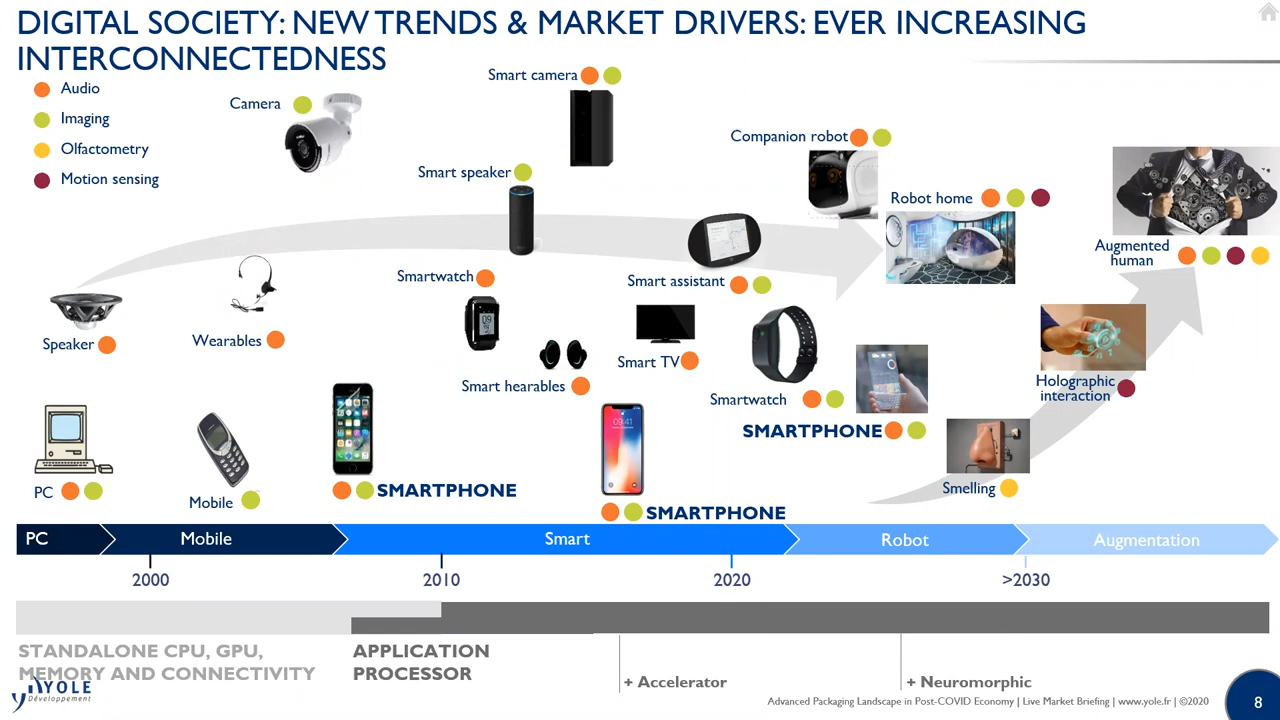 DIGITAL SOCIETY: NEW TRENDS & MARKET DRIVERS: EVER INCREASING
INTERCONNECTEDNESS
Audio
Imaging
Olfactometry
Motion sensing
Camera
Smart camera
Companion robot
Smart speaker
Robot home
Augmented
human
Smartwatch
Smart assistant
Speaker
Wearables
Smart hearables
Smart TV
Smartwatch
Holographic
interaction
SMARTPHONE
PC
Mobile
SMARTPHONE
SMARTPHONE
Smelling
09:41
PC
Mobile
Smart
Robot
Augmentation
2000
2010
2020
>2030
STANDALONE CPU, GPU,
MEMORY AND CONNECTIVITY
APPLICATION
PROCESSOR
+ Accelerator
+ Neuromorphic
YOLE
Développement
Advanced Packaging Landscape in Post-COVID Economy | Live Market Briefing | www.yole.fr | ©2020
8